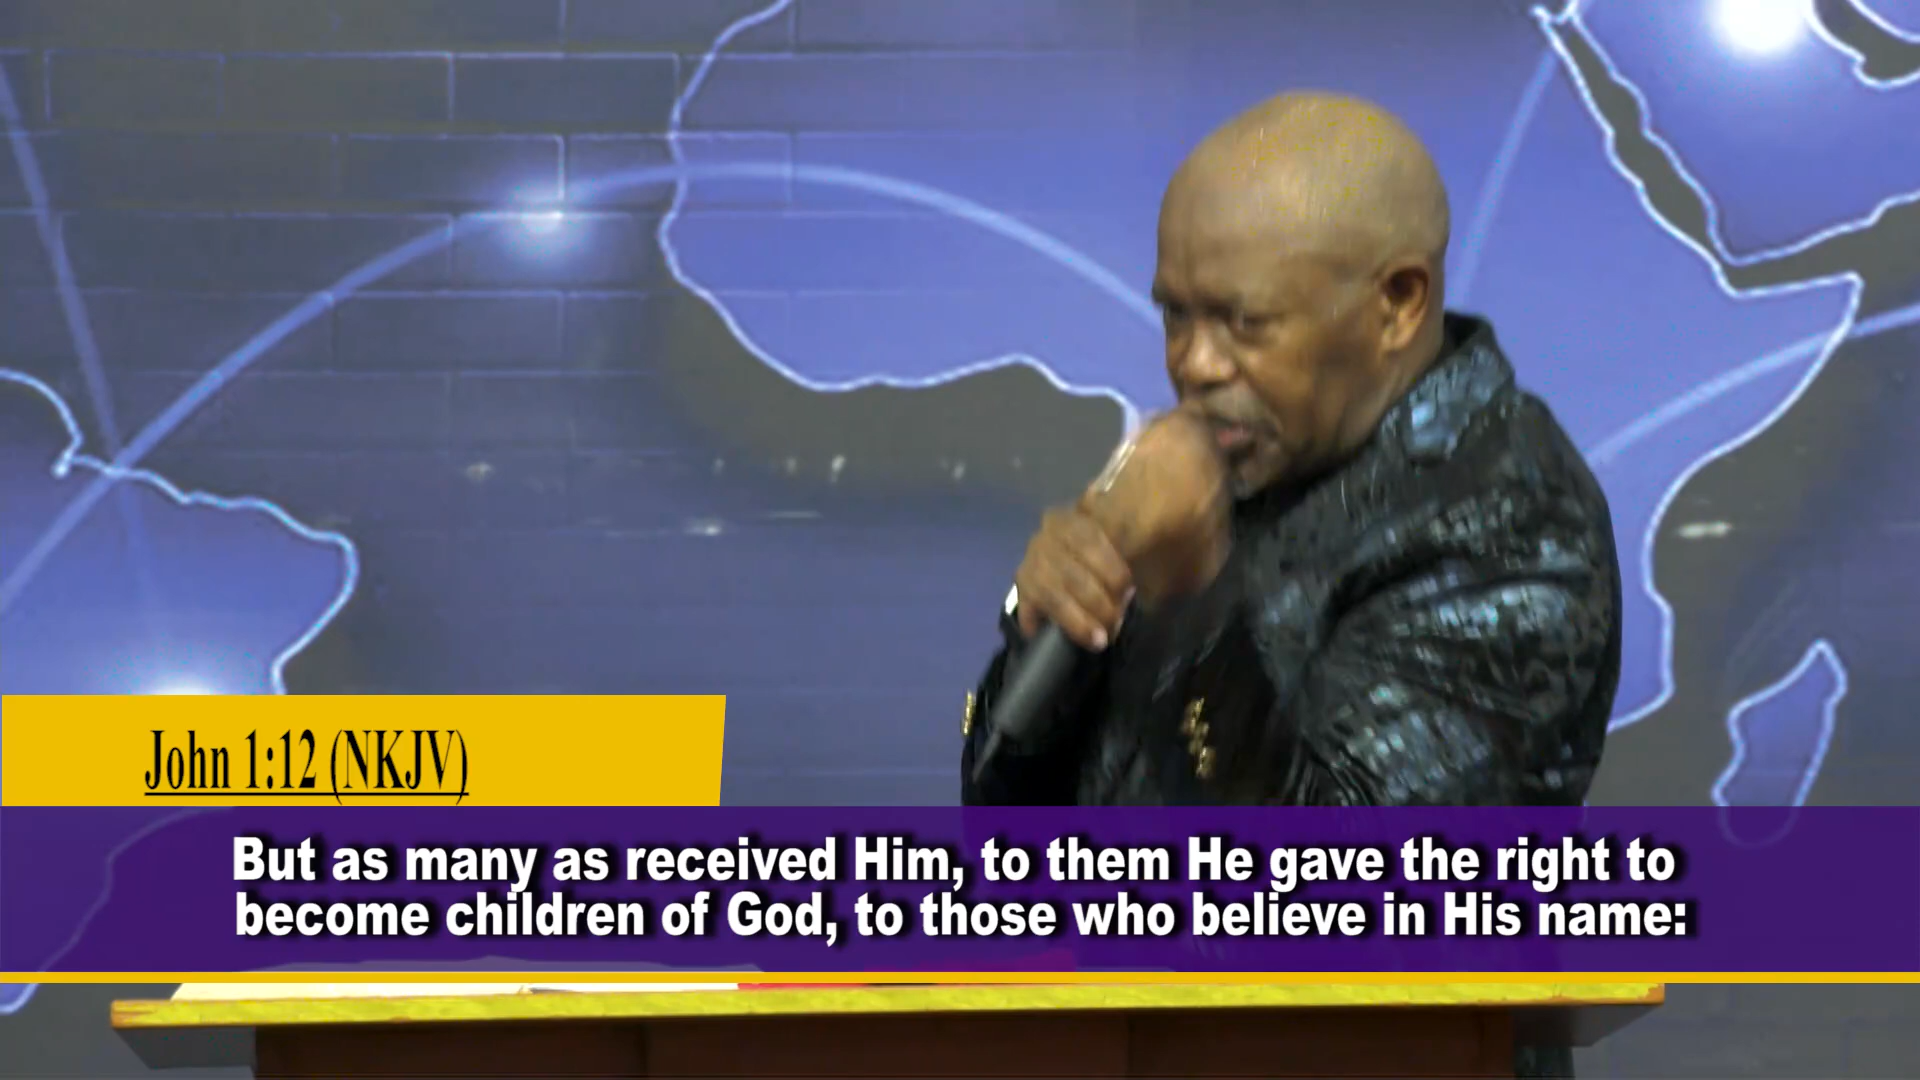 John 1:12 (NKJV)
But as many as received Him, to them He gave the right to
become children of God, to those who believe in His name: